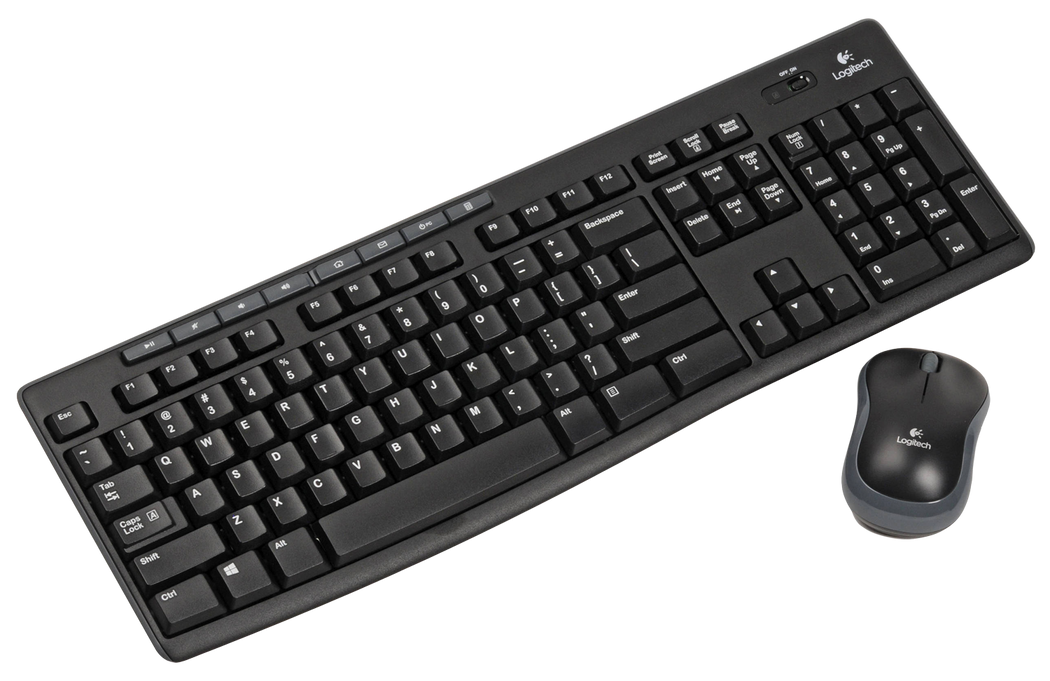 Logitech
OFF ON
Esc
F1 F2 F3 F4 F5 F6 F7 F8 F9 F10 F11 F12
PC
Print Screen
Scroll Lock
Pause Break
~ `
! 1
@ 2
# 3
$ 4
% 5
^ 6
& 7
* 8
( 9
) 0
_ -
+ =
Backspace
Insert
Home
Page Up
Num Lock 1
/ * -
Tab
Q W E R T Y U I O P
{ [
} ]
| \
Delete
End
Page Down
7 Home
8
9 Pg Up
+
Caps Lock A
A S D F G H J K L
: ;
" '
Enter
4
5
6
Shift
Z X C V B N M
< ,
> .
? /
Shift
1 End
2
3 Pg Dn
Enter
Ctrl
Alt
Alt
Ctrl
0 Ins
. Del
Logitech